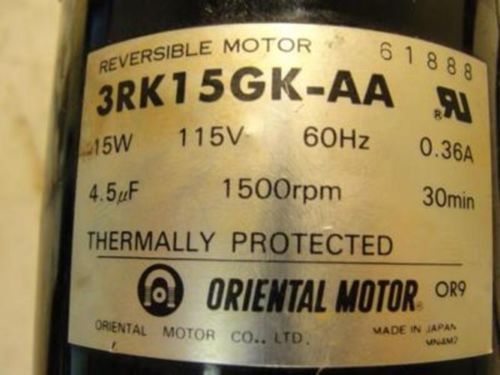 REVERSIBLE MOTOR 61888
3RK15GK-AA ® RU
15W 115V 60Hz 0.36A
4.5µF 1500rpm 30min
THERMALLY PROTECTED
ORIENTAL MOTOR® OR9
ORIENTAL MOTOR CO., LTD. MADE IN JAPAN